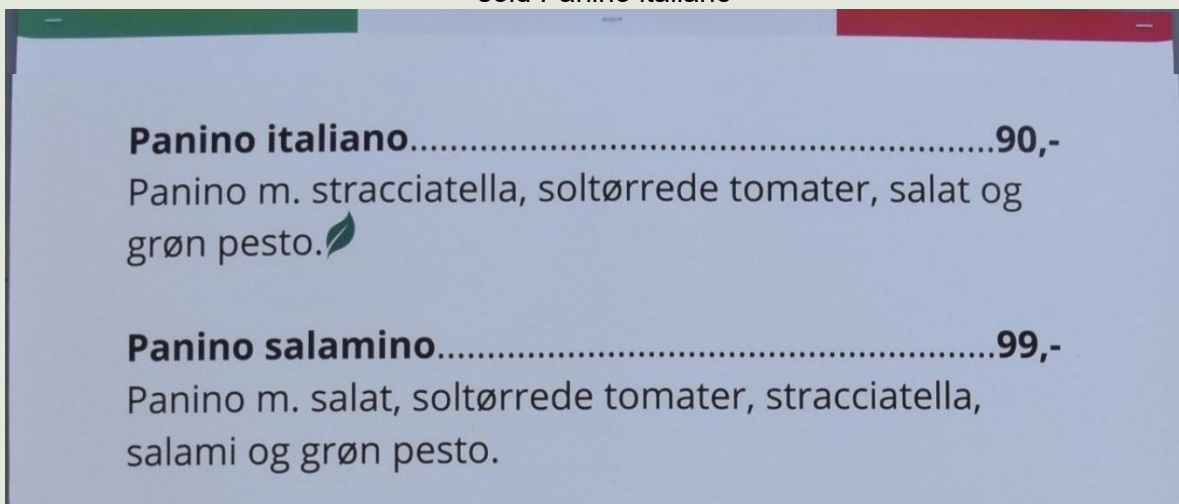 Panino italiano..........................................................90,-
Panino m. stracciatella, soltørrede tomater, salat og
grøn pesto.
Panino salamino.......................................................99,-
Panino m. salat, soltørrede tomater, stracciatella,
salami og grøn pesto.